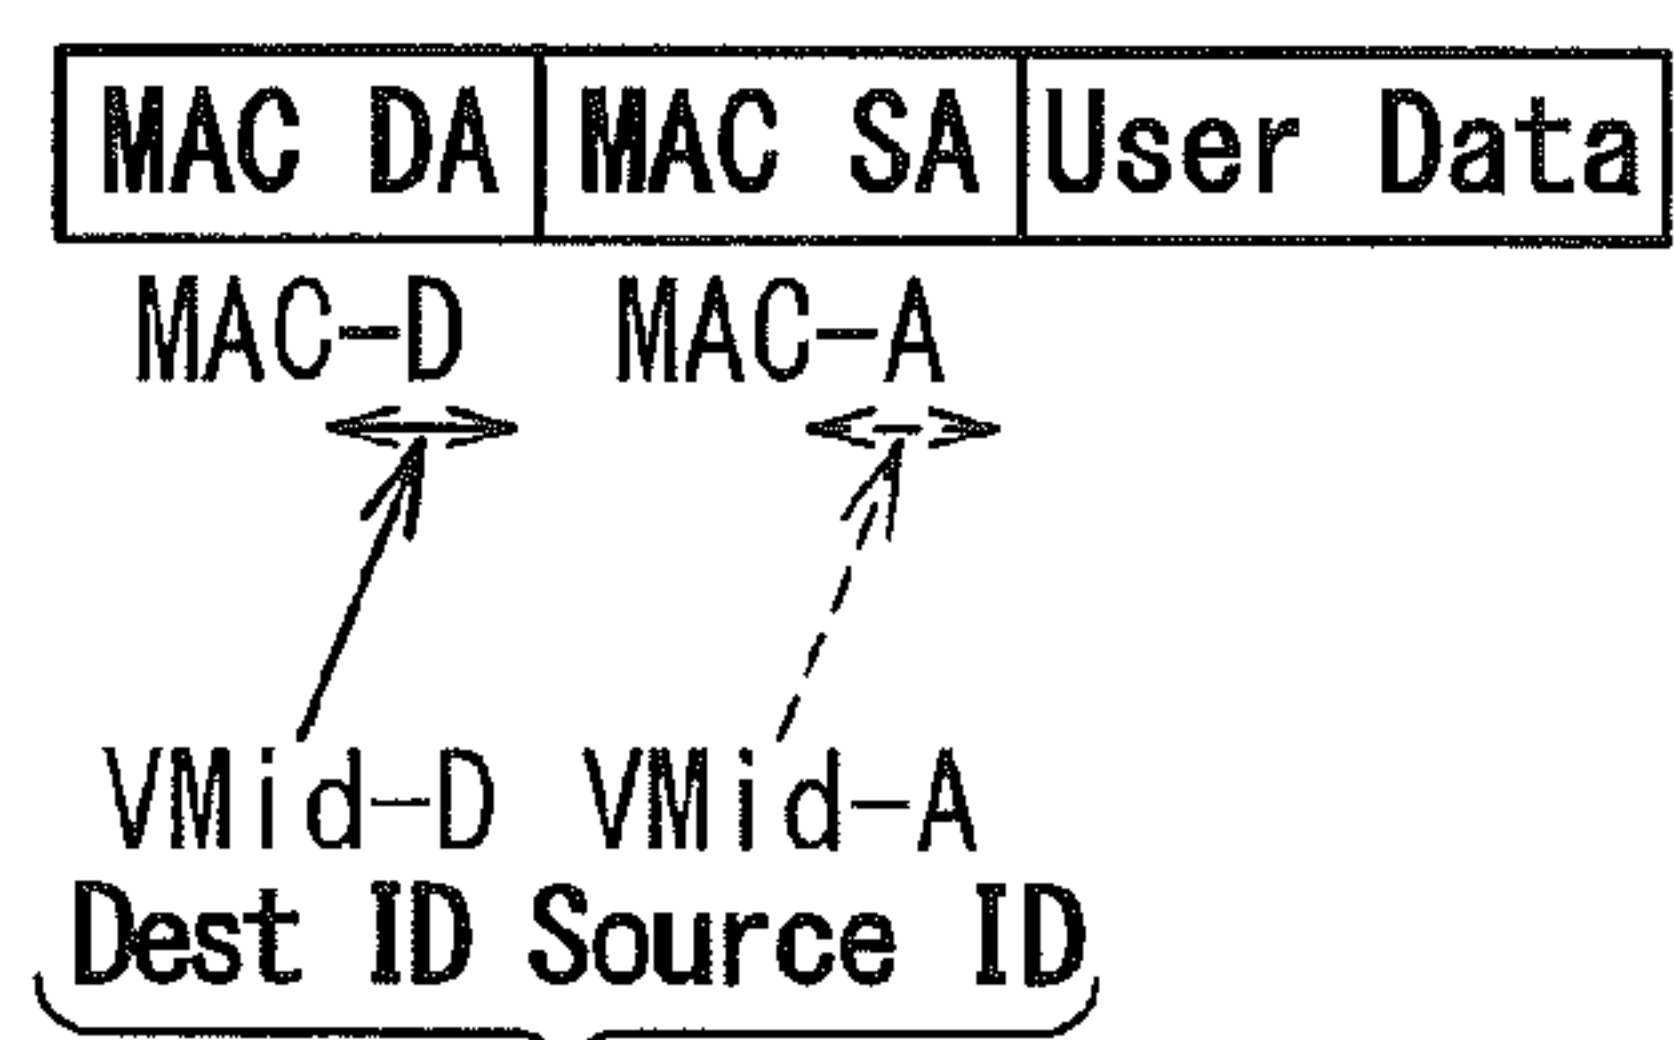 MAC DA MAC SA User Data
MAC-D MAC-A
VMid-D VMid-A
Dest ID Source ID